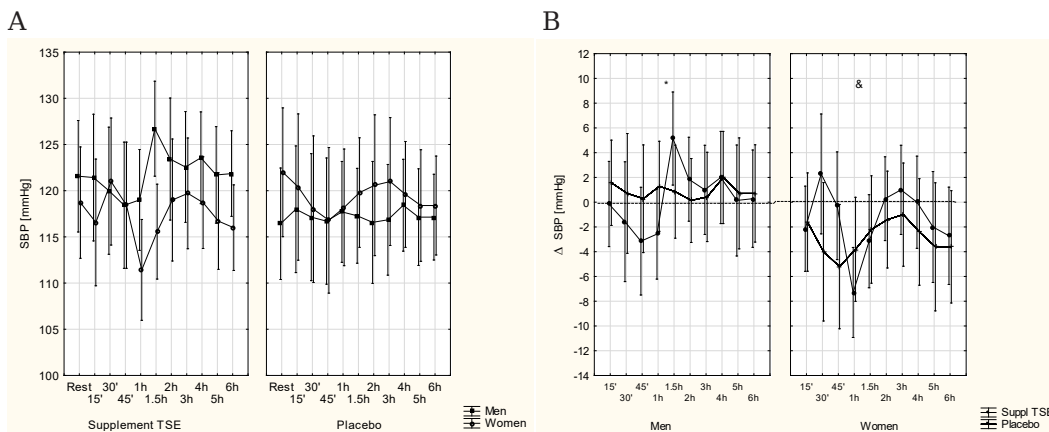 A
B
135
130
125
120
115
110
105
100
SBP [mmHg]
Rest 30' 1h 2h 4h 6h
15' 45' 1.5h 3h 5h
Supplement TSE
Rest 30' 1h 2h 4h 6h
15' 45' 1.5h 3h 5h
Placebo
Men
Women
12
10
8
6
4
2
0
-2
-4
-6
-8
-10
-12
-14
Δ SBP [mmHg]
*
&
15' 45' 1.5h 3h 5h
30' 1h 2h 4h 6h
Men
15' 45' 1.5h 3h 5h
30' 1h 2h 4h 6h
Women
Suppl TSE
Placebo